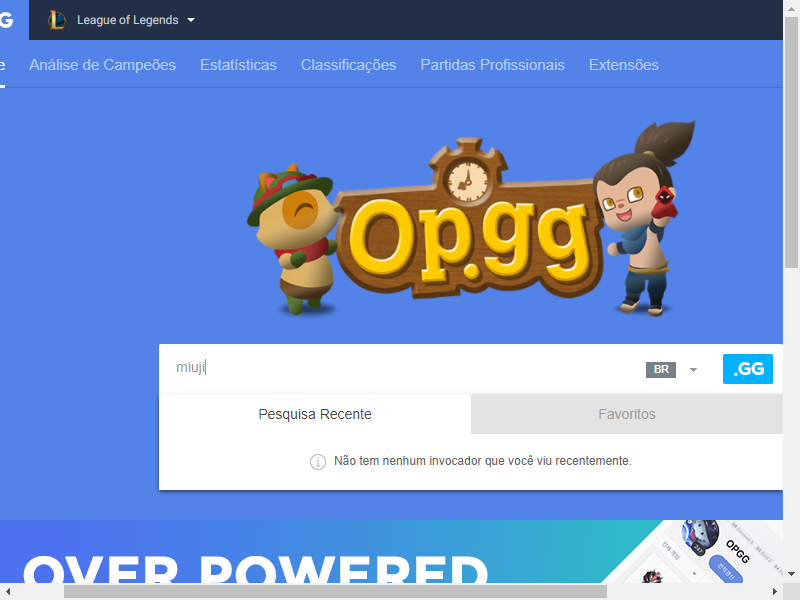 GG
League of Legends
e
Análise de Campeões
Estatísticas
Classificações
Partidas Profissionais
Extensões
Op.gg
miuji
BR
.GG
Pesquisa Recente
Favoritos
Não tem nenhum invocador que você viu recentemente.
OVER POWERED
OPGG